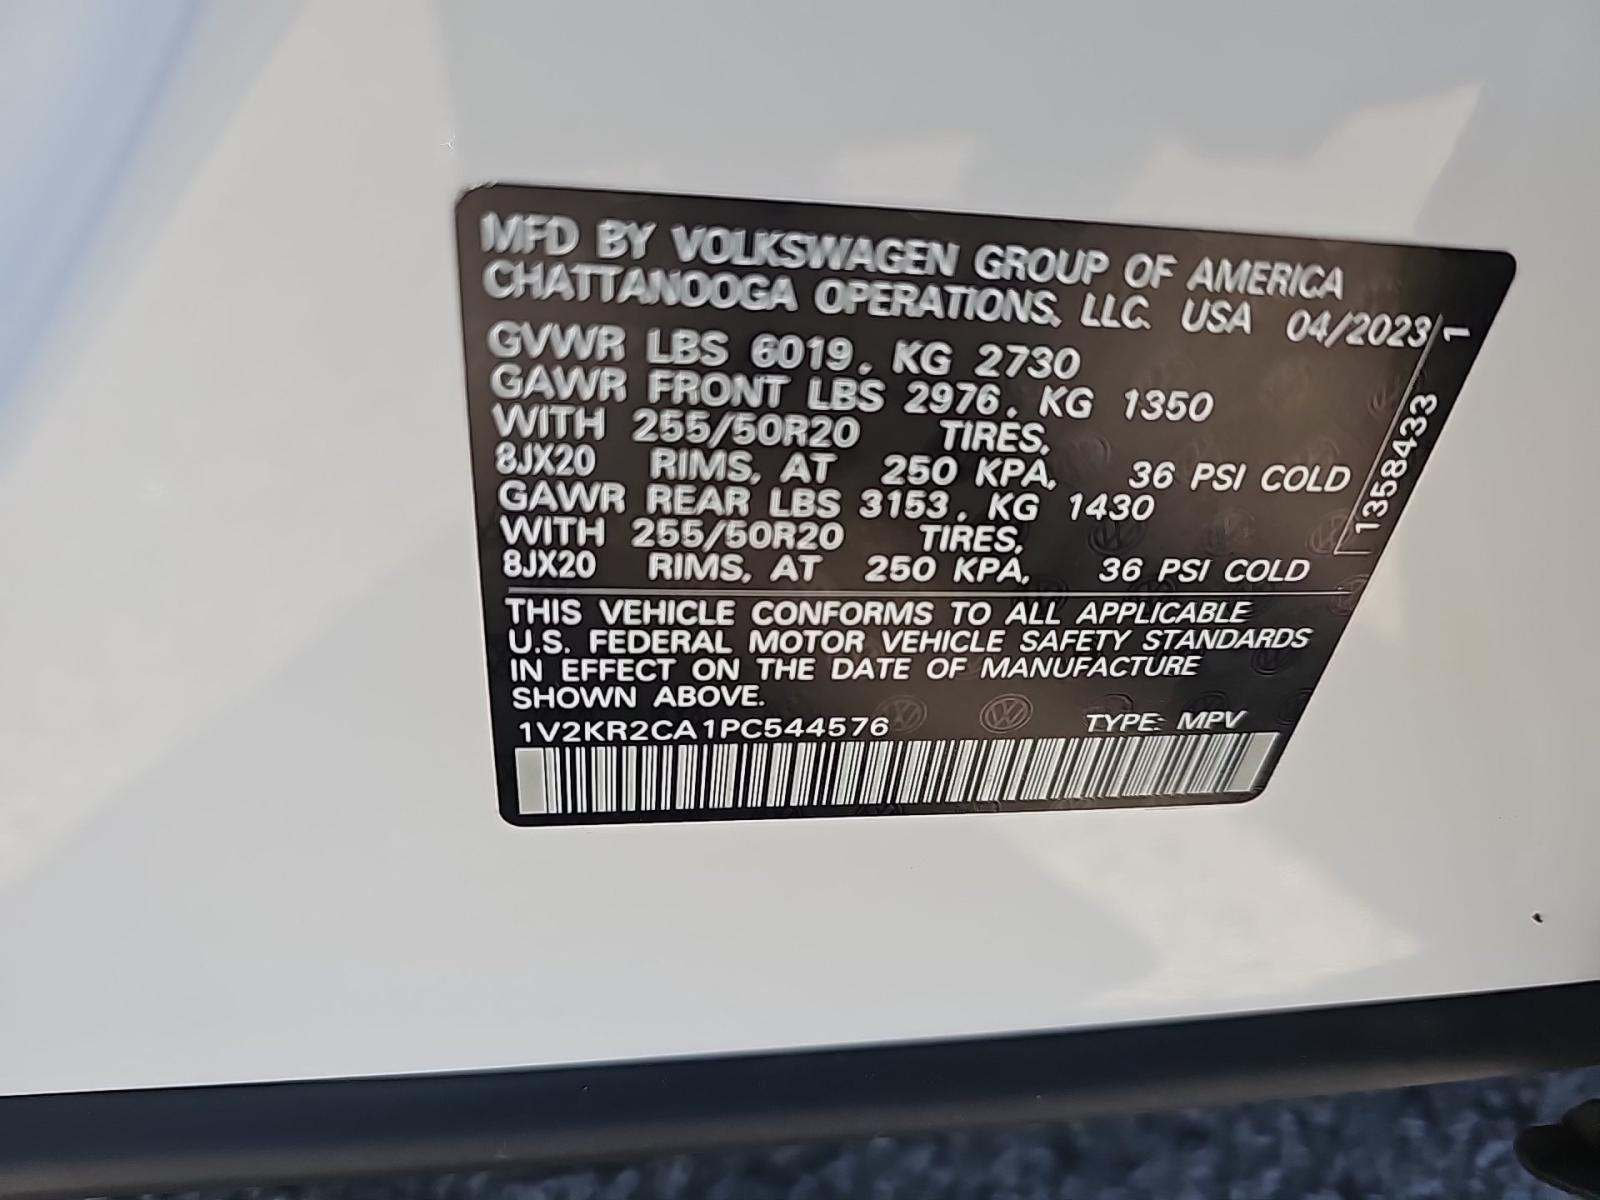 MFD BY VOLKSWAGEN GROUP OF AMERICA
CHATTANOOGA OPERATIONS, LLC. USA 04/2023
GVWR LBS 6019, KG 2730
GAWR FRONT LBS 2976, KG 1350
WITH 255/50R20 TIRES,
8JX20 RIMS, AT 250 KPA, 36 PSI COLD
GAWR REAR LBS 3153, KG 1430
WITH 255/50R20 TIRES,
8JX20 RIMS, AT 250 KPA, 36 PSI COLD
1358433 1
THIS VEHICLE CONFORMS TO ALL APPLICABLE
U.S. FEDERAL MOTOR VEHICLE SAFETY STANDARDS
IN EFFECT ON THE DATE OF MANUFACTURE
SHOWN ABOVE.
1V2KR2CA1PC544576 TYPE: MPV